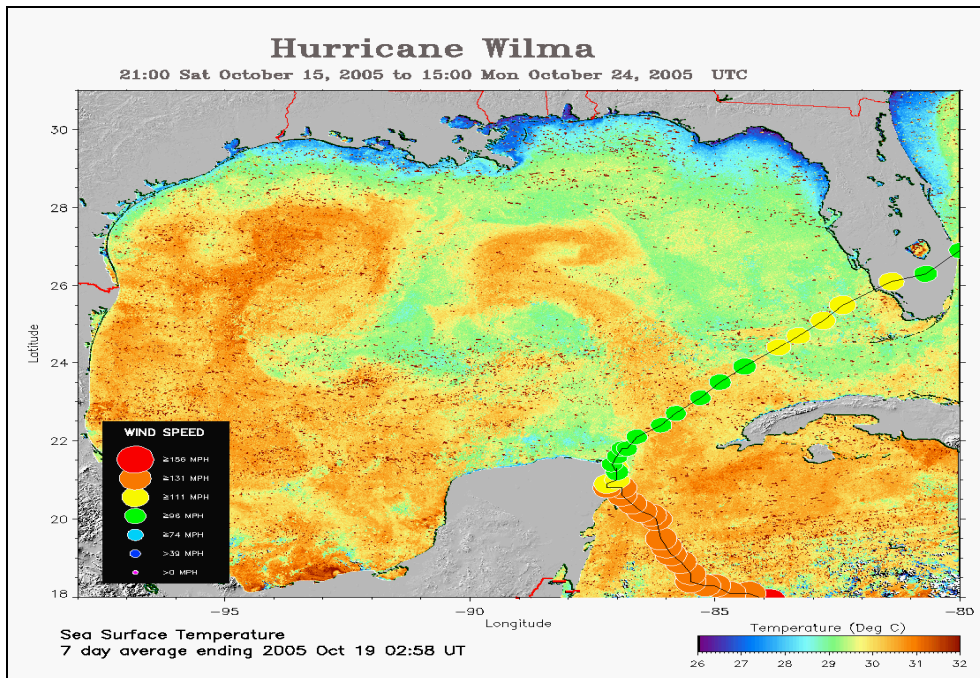 Hurricane Wilma
21:00 Sat October 15, 2005 to 15:00 Mon October 24, 2005 UTC
30
28
26
24
22
20
18
Latitude
WIND SPEED
≥156 MPH
≥131 MPH
≥111 MPH
≥96 MPH
≥74 MPH
>39 MPH
>0 MPH
−95
−90
−85
−80
Longitude
Sea Surface Temperature
7 day average ending 2005 Oct 19 02:58 UT
Temperature (Deg C)
26 27 28 29 30 31 32